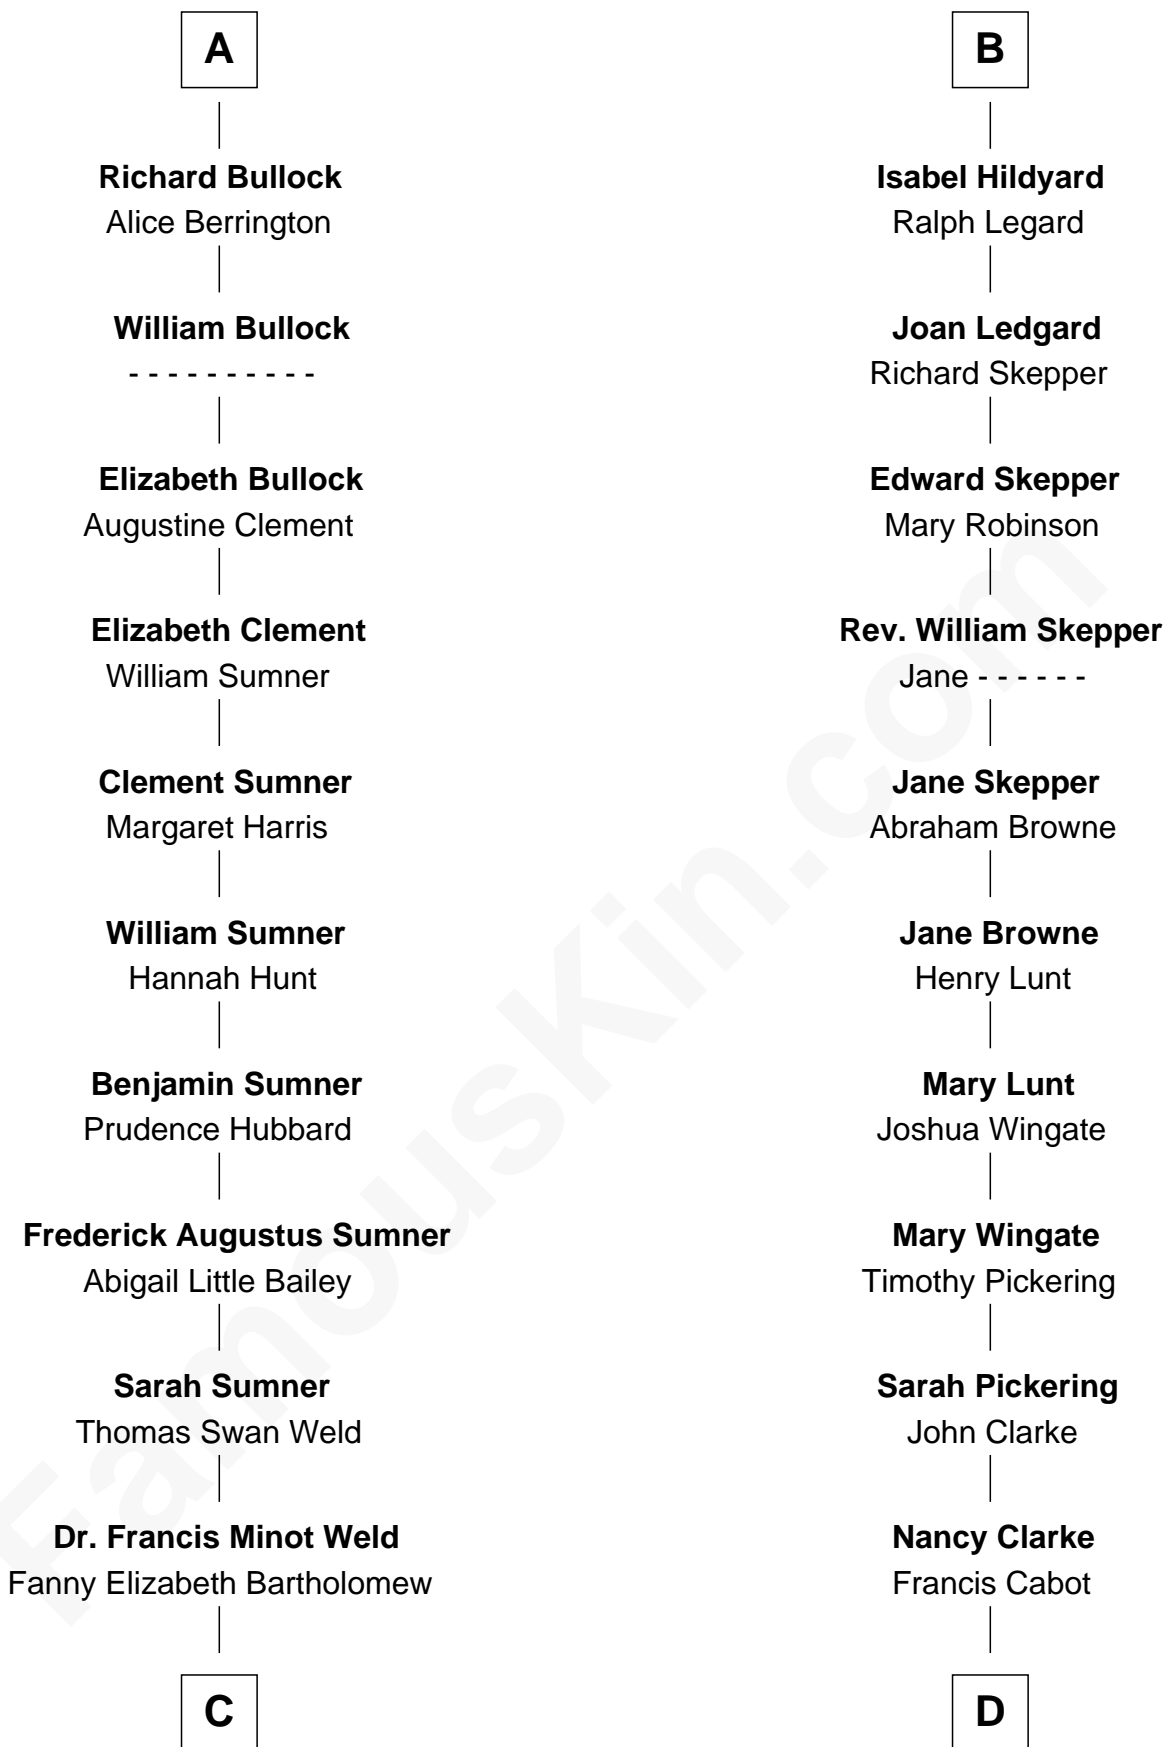 A
Richard Bullock
Alice Berrington
William Bullock
- - - - - - - - - -
Elizabeth Bullock
Augustine Clement
Elizabeth Clement
William Sumner
Clement Sumner
Margaret Harris
William Sumner
Hannah Hunt
Benjamin Sumner
Prudence Hubbard
Frederick Augustus Sumner
Abigail Little Bailey
Sarah Sumner
Thomas Swan Weld
Dr. Francis Minot Weld
Fanny Elizabeth Bartholomew
C
B
Isabel Hildyard
Ralph Legard
Joan Ledgard
Richard Skepper
Edward Skepper
Mary Robinson
Rev. William Skepper
Jane - - - - - -
Jane Skepper
Abraham Browne
Jane Browne
Henry Lunt
Mary Lunt
Joshua Wingate
Mary Wingate
Timothy Pickering
Sarah Pickering
John Clarke
Nancy Clarke
Francis Cabot
D
FamousKin.com